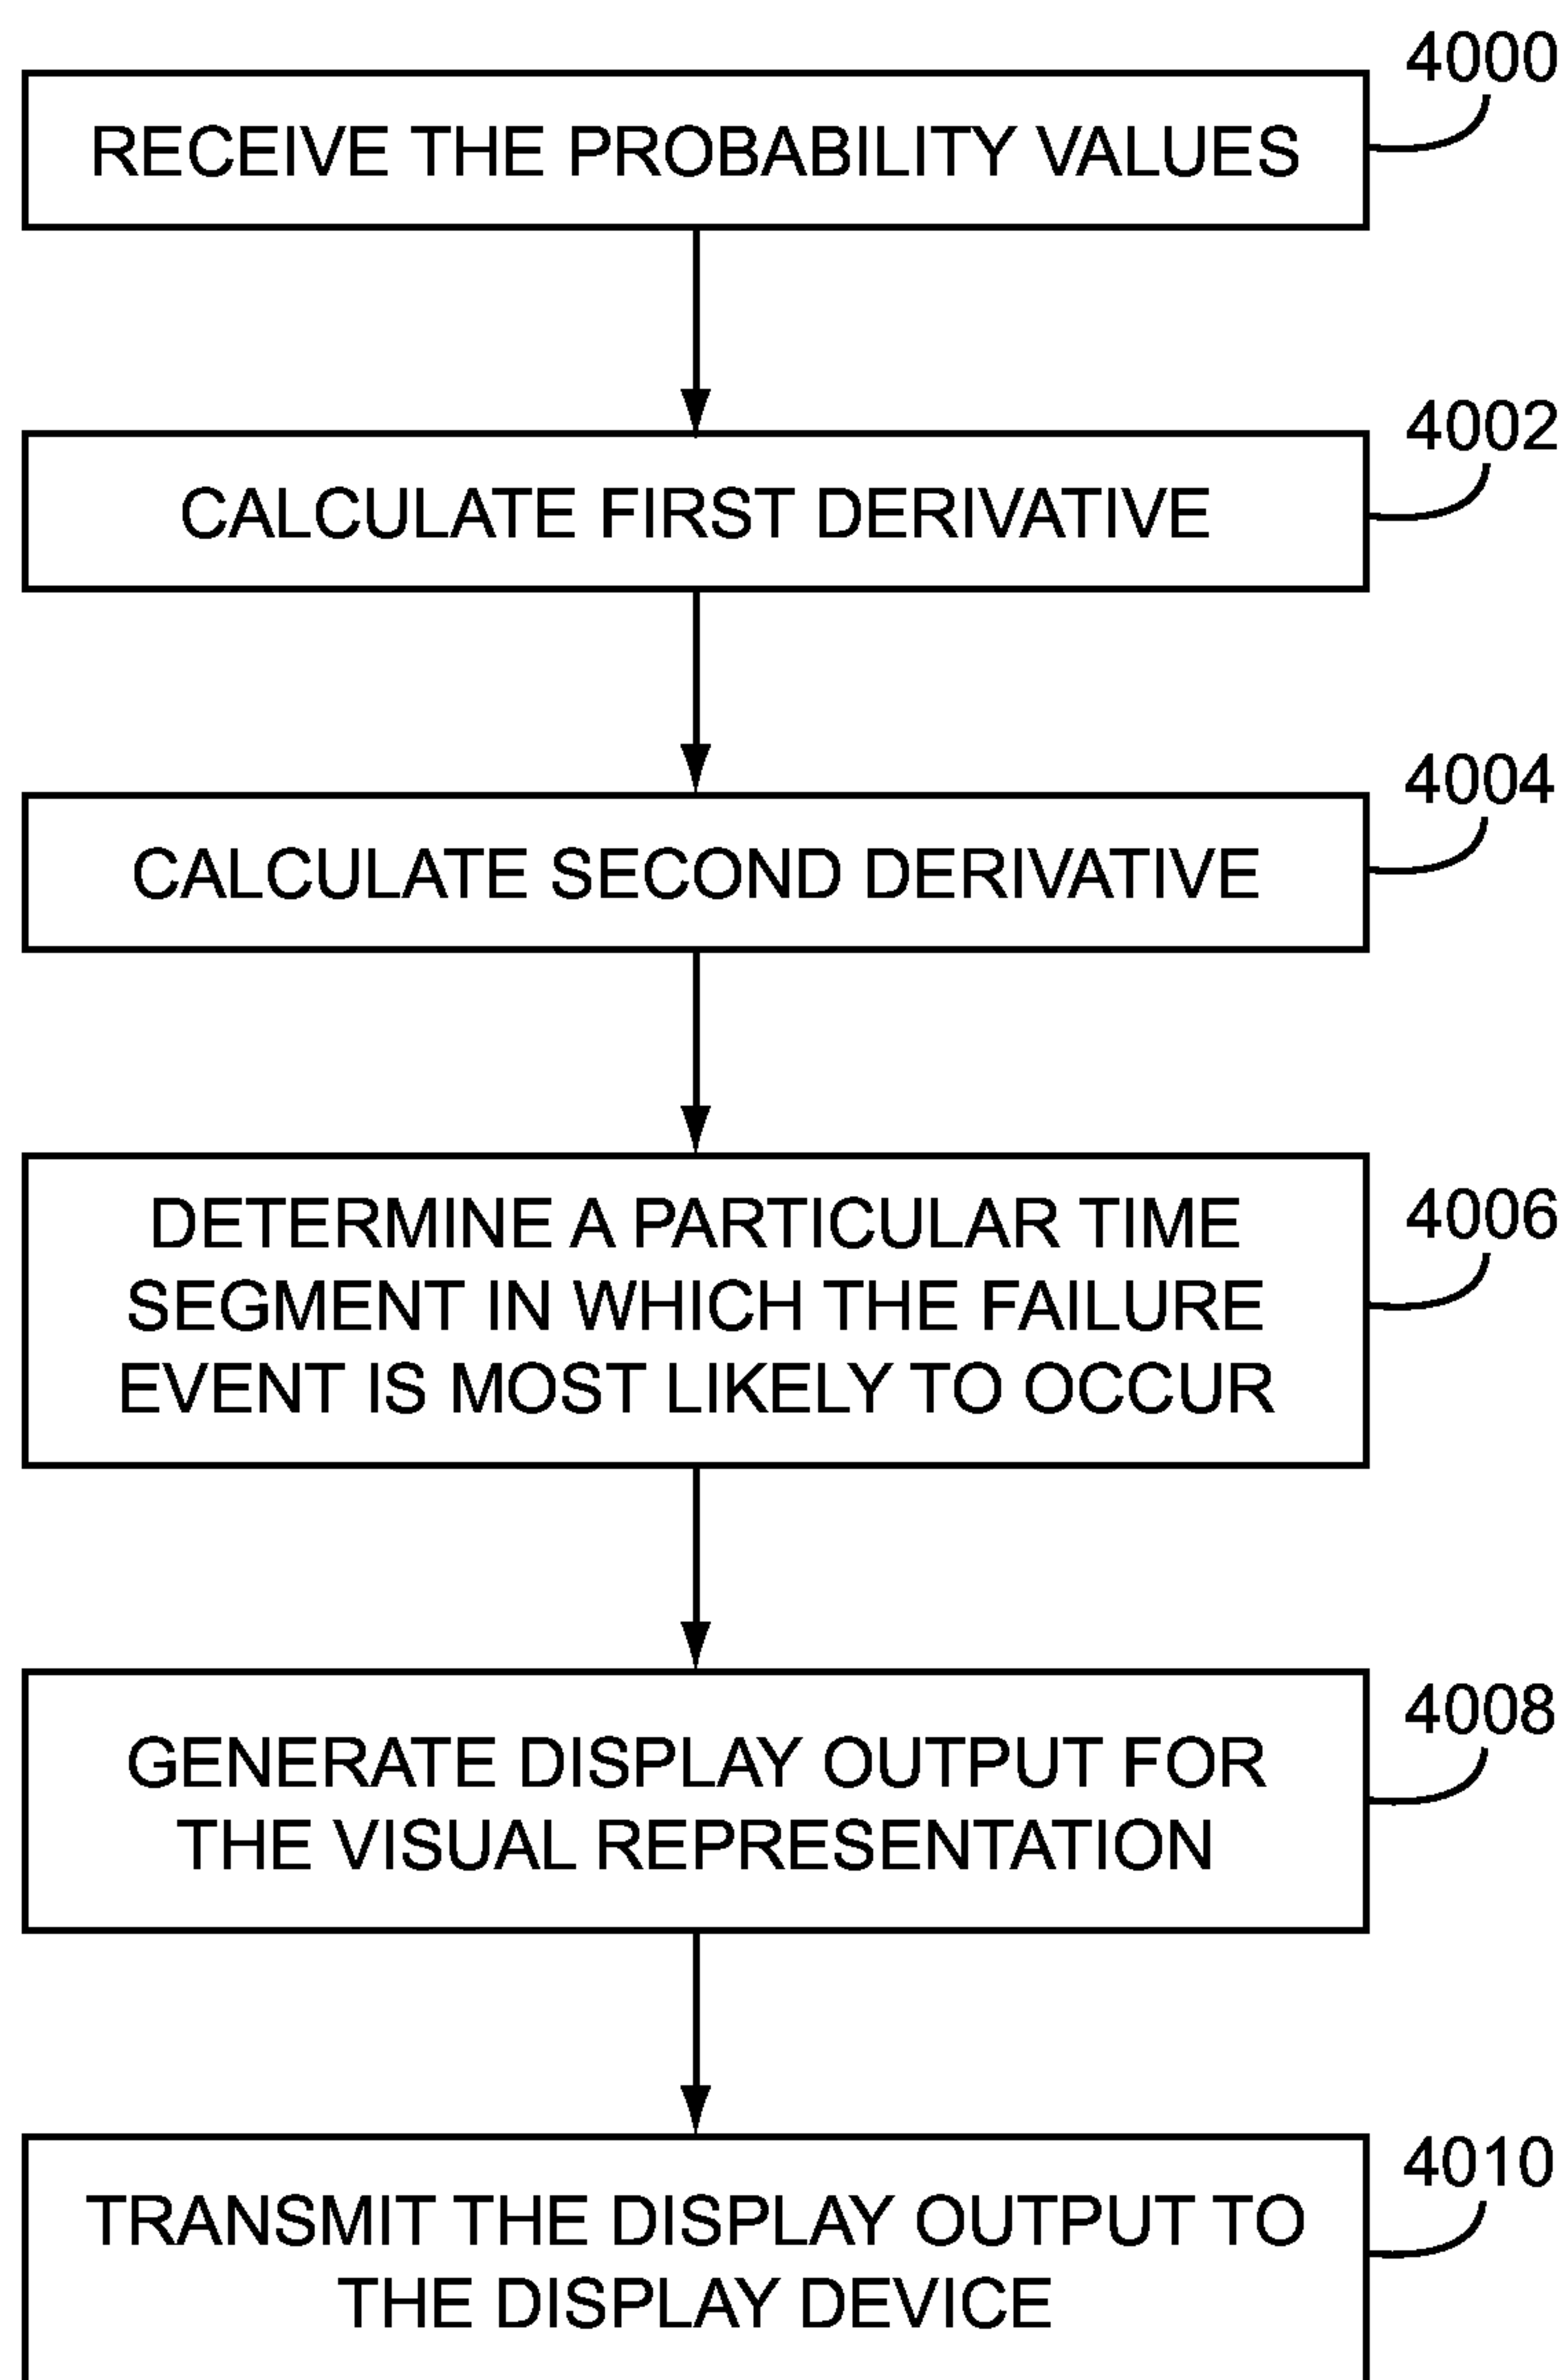 4000
RECEIVE THE PROBABILITY VALUES
4002
CALCULATE FIRST DERIVATIVE
4004
CALCULATE SECOND DERIVATIVE
4006
DETERMINE A PARTICULAR TIME
SEGMENT IN WHICH THE FAILURE
EVENT IS MOST LIKELY TO OCCUR
4008
GENERATE DISPLAY OUTPUT FOR
THE VISUAL REPRESENTATION
4010
TRANSMIT THE DISPLAY OUTPUT TO
THE DISPLAY DEVICE